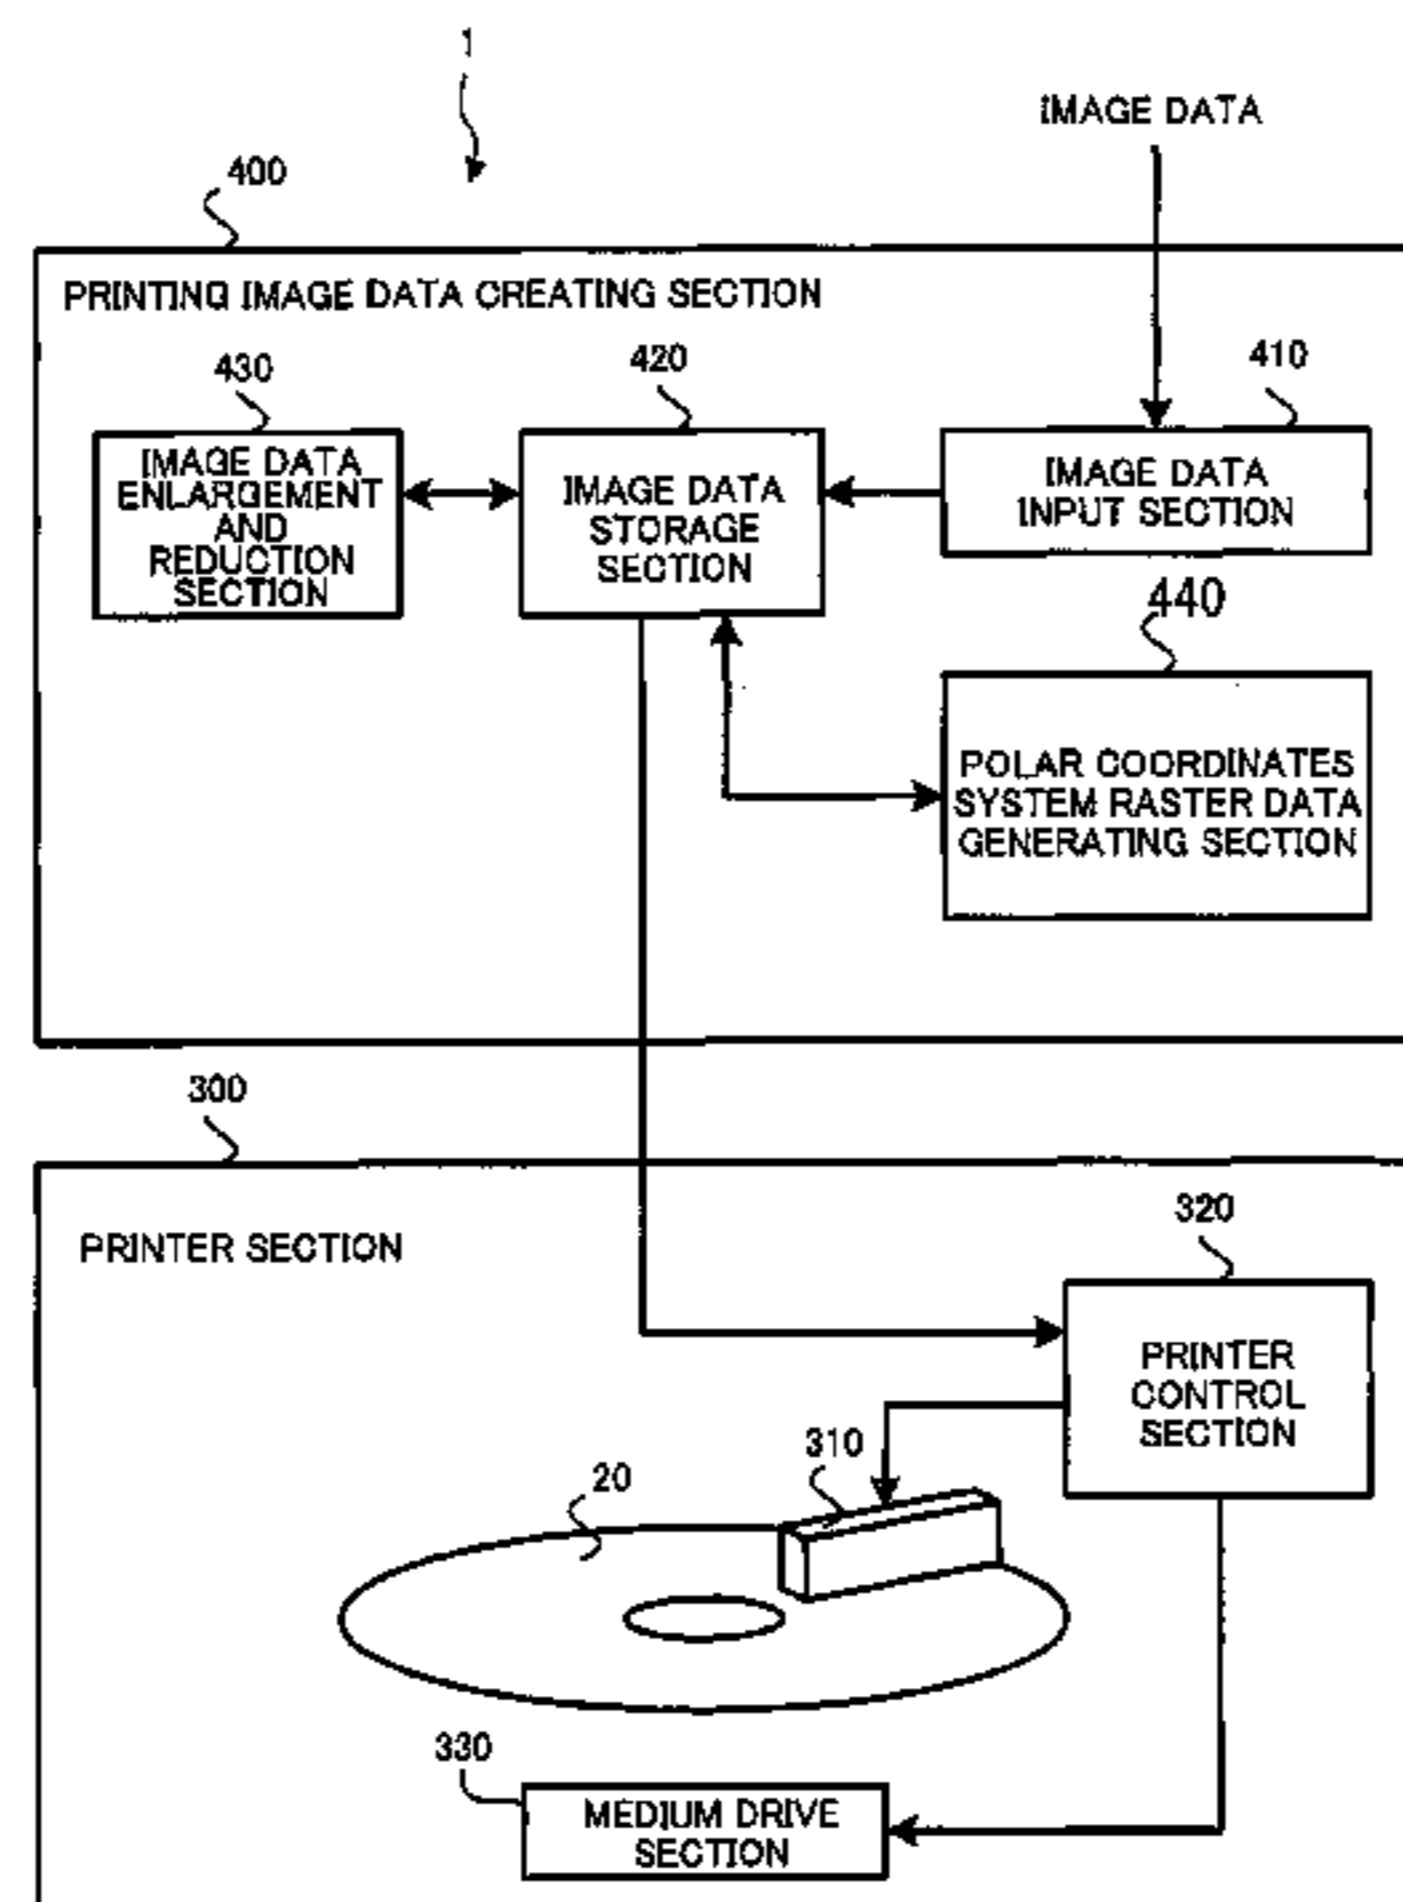 1
IMAGE DATA
400
PRINTING IMAGE DATA CREATING SECTION
430
420
410
IMAGE DATA
ENLARGEMENT
AND
REDUCTION
SECTION
IMAGE DATA
STORAGE
SECTION
IMAGE DATA
INPUT SECTION
440
POLAR COORDINATES
SYSTEM RASTER DATA
GENERATING SECTION
300
PRINTER SECTION
320
PRINTER
CONTROL
SECTION
310
20
330
MEDIUM DRIVE
SECTION